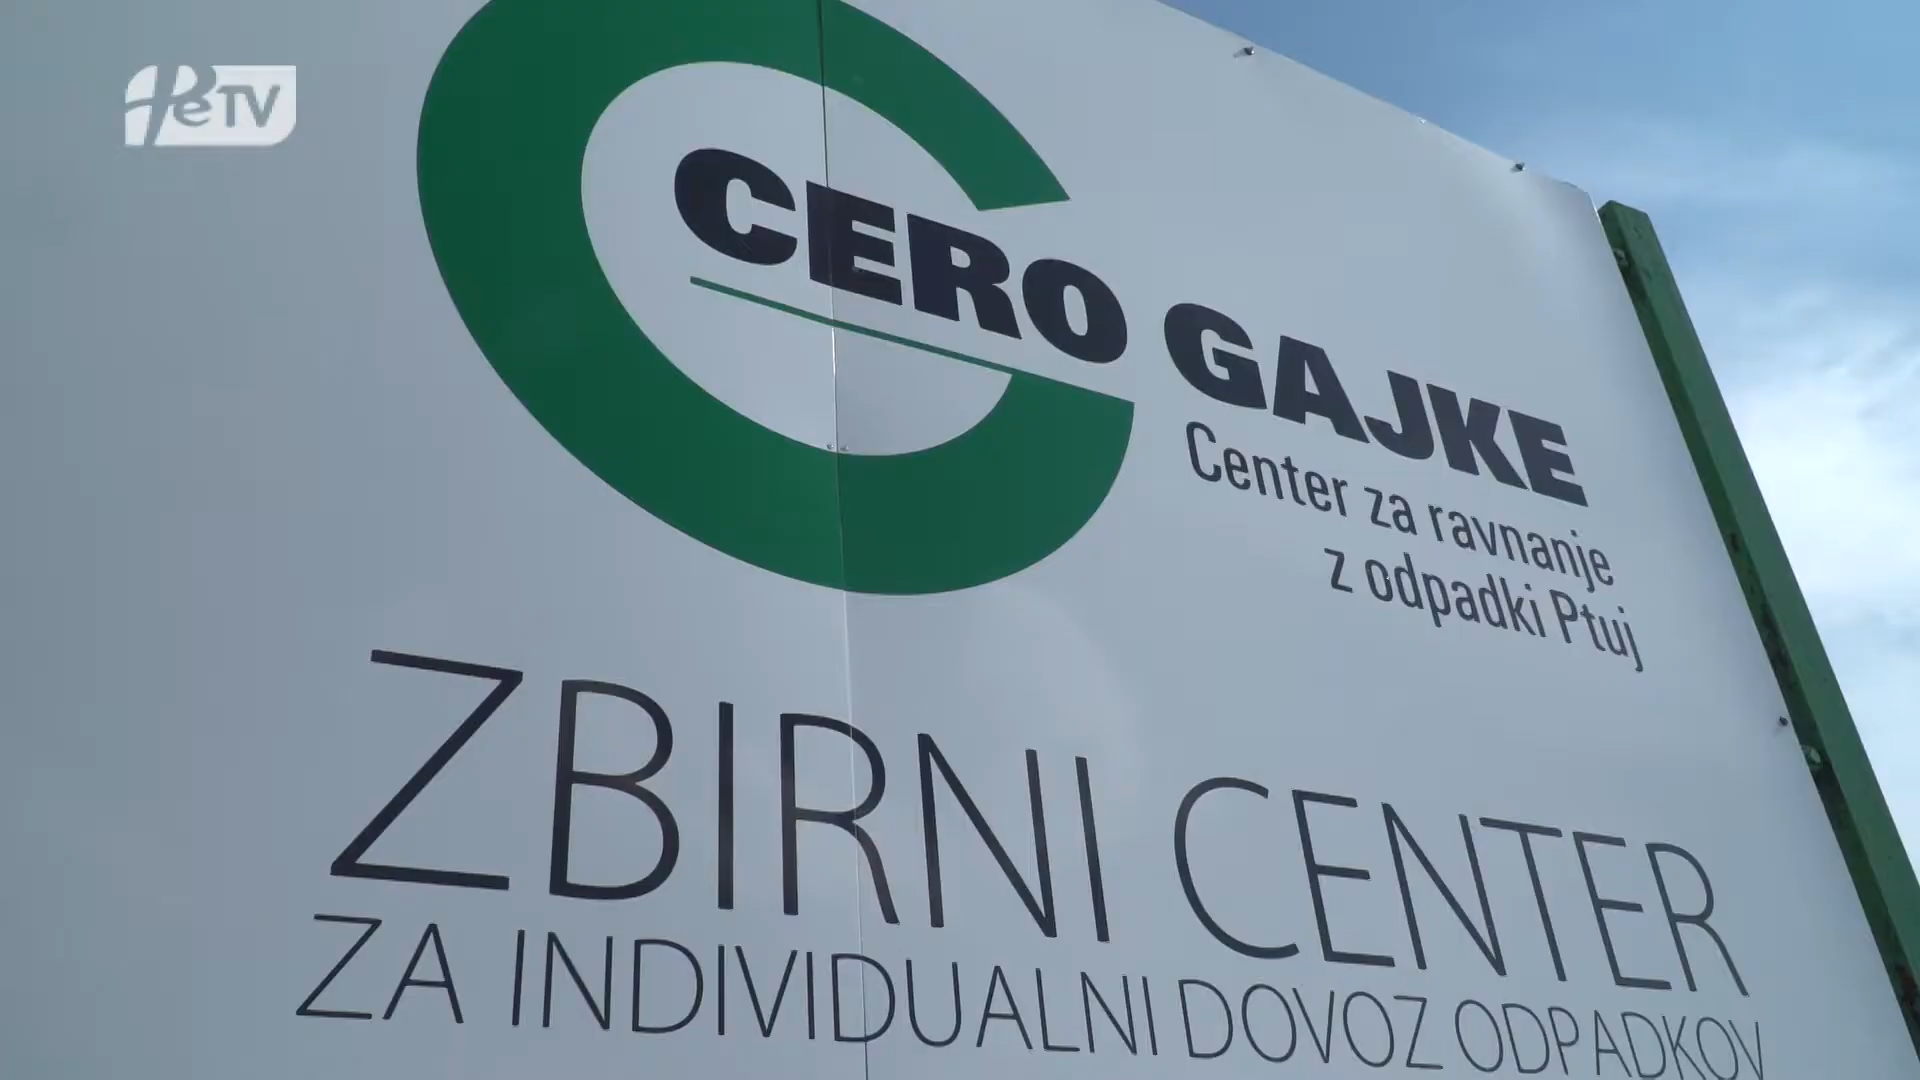 PeTV
CERO GAJKE
Center za ravnanje
z odpadki Ptuj
ZBIRNI CENTER
ZA INDIVIDUALNI DOVOZ ODPADKOV